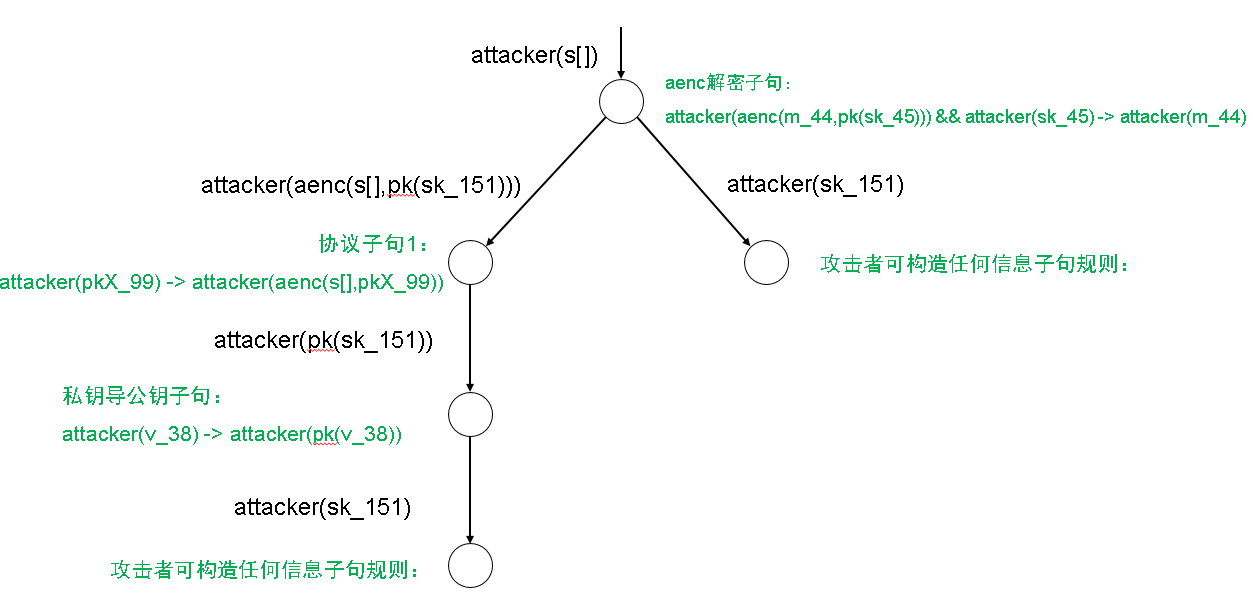 attacker(s[])
aenc解密子句:
attacker(aenc(m_44,pk(sk_45))) && attacker(sk_45) -> attacker(m_44)
attacker(aenc(s[],pk(sk_151)))
attacker(sk_151)
协议子句1:
attacker(pkX_99) -> attacker(aenc(s[],pkX_99))
攻击者可构造任何信息子句规则:
attacker(pk(sk_151))
私钥导公钥子句:
attacker(v_38) -> attacker(pk(v_38))
attacker(sk_151)
攻击者可构造任何信息子句规则: